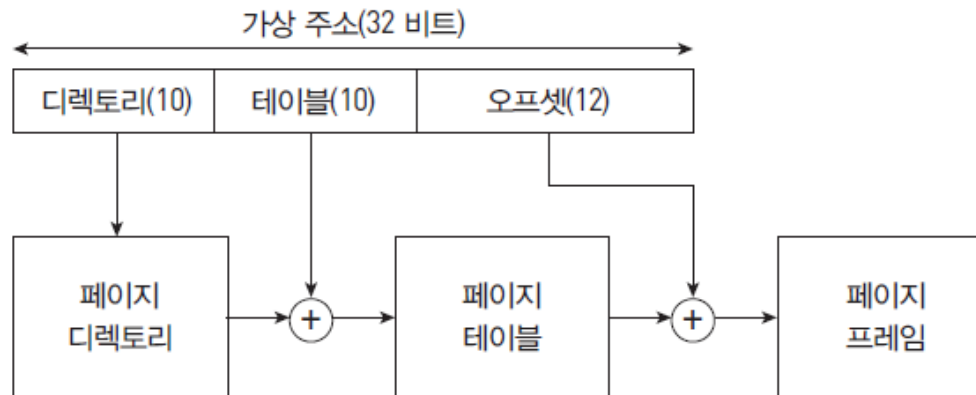 가상 주소(32 비트)
디렉토리(10) 테이블(10) 오프셋(12)
페이지 디렉토리
+
페이지 테이블
+
페이지 프레임